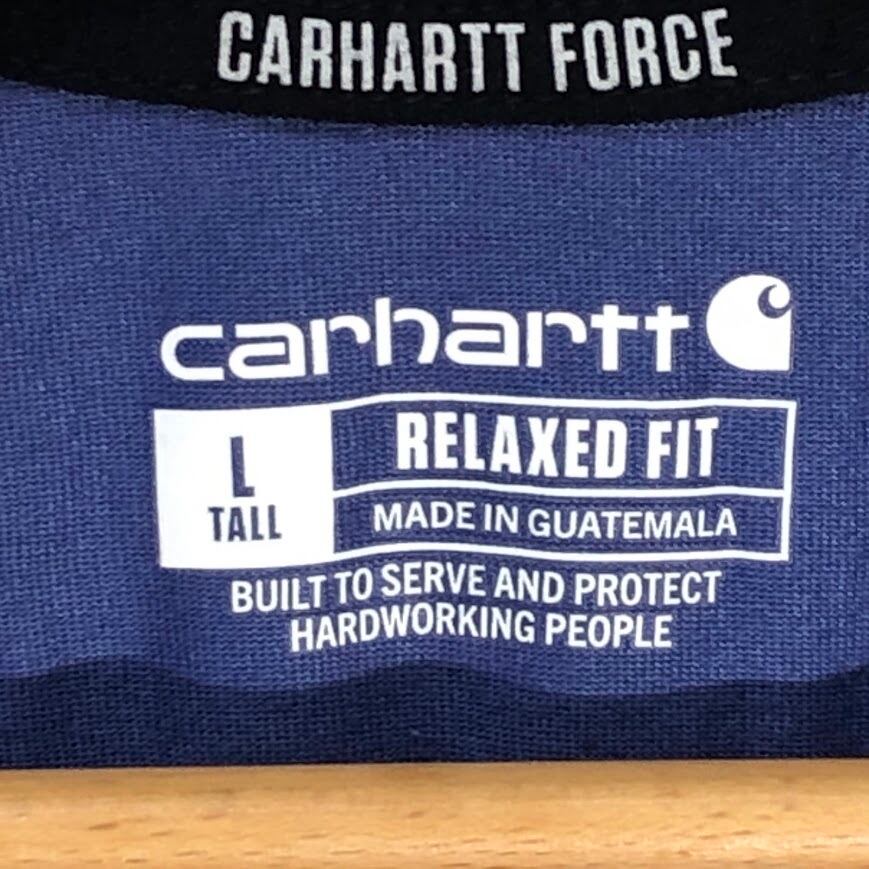 CARHARTT FORCE
carhartt
L
TALL
RELAXED FIT
MADE IN GUATEMALA
BUILT TO SERVE AND PROTECT
HARDWORKING PEOPLE